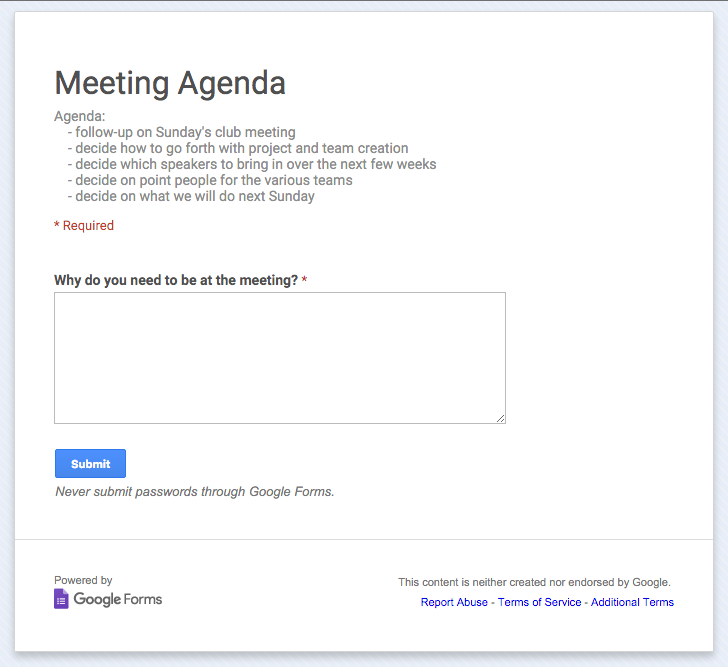 Meeting Agenda
Agenda:
- follow-up on Sunday's club meeting
- decide how to go forth with project and team creation
- decide which speakers to bring in over the next few weeks
- decide on point people for the various teams
- decide on what we will do next Sunday
* Required
Why do you need to be at the meeting? *
Submit
Never submit passwords through Google Forms.
Powered by
Google Forms
This content is neither created nor endorsed by Google.
Report Abuse - Terms of Service - Additional Terms